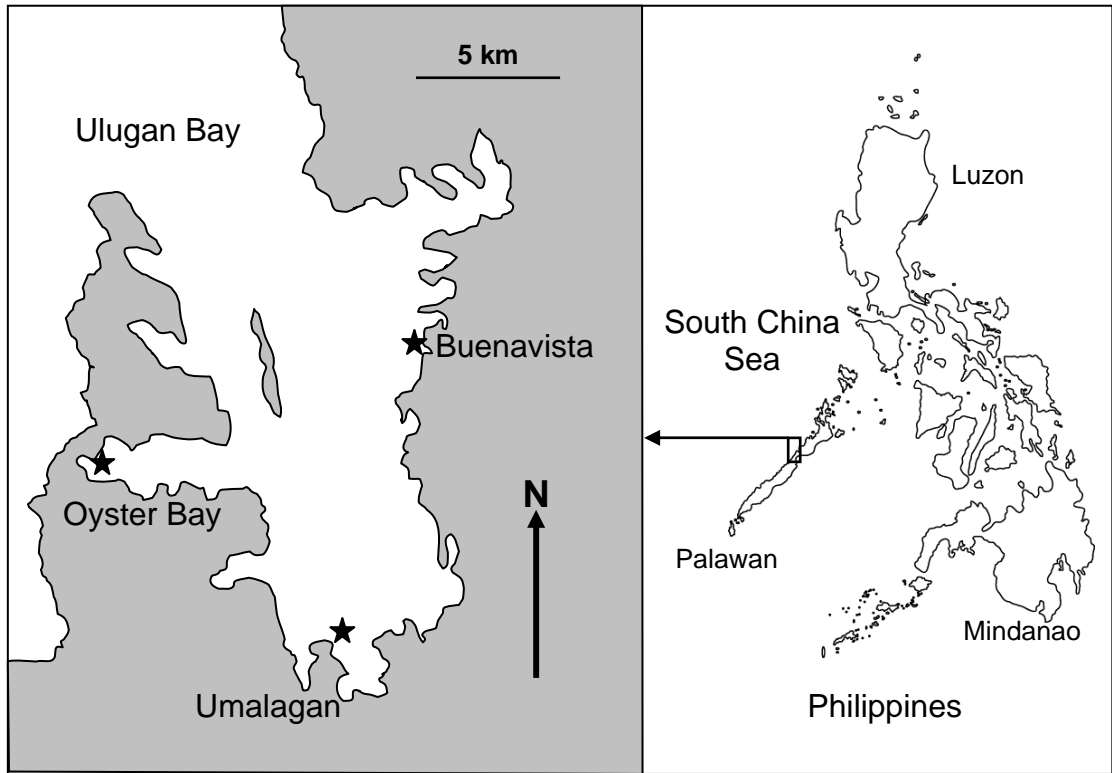 5 km
Ulugan Bay
Buenavista
Oyster Bay
N
Umalagan
Luzon
South China
Sea
Palawan
Mindanao
Philippines